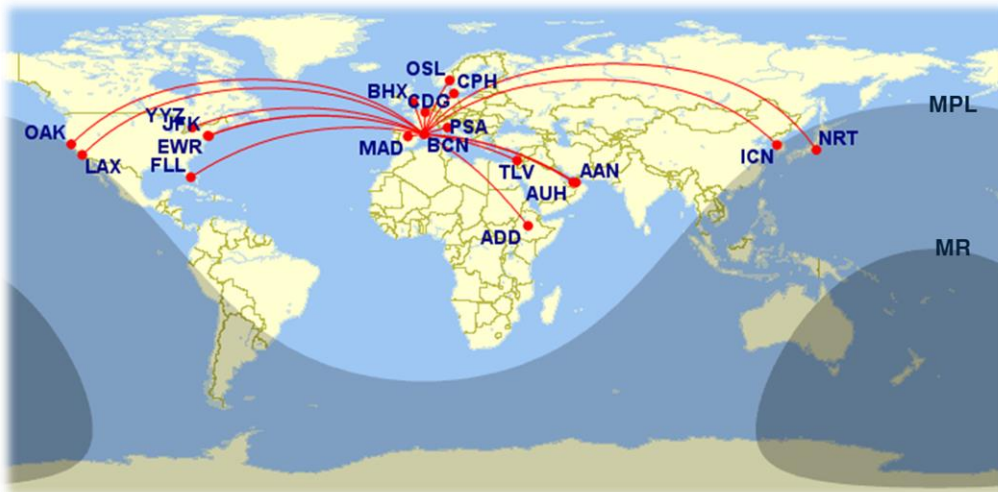 OSL
CPH
BHX
CDG
MPL
YYZ
JFK
OAK
EWR
PSA
MAD
BCN
NRT
ICN
LAX
FLL
TLV
AAN
AUH
ADD
MR